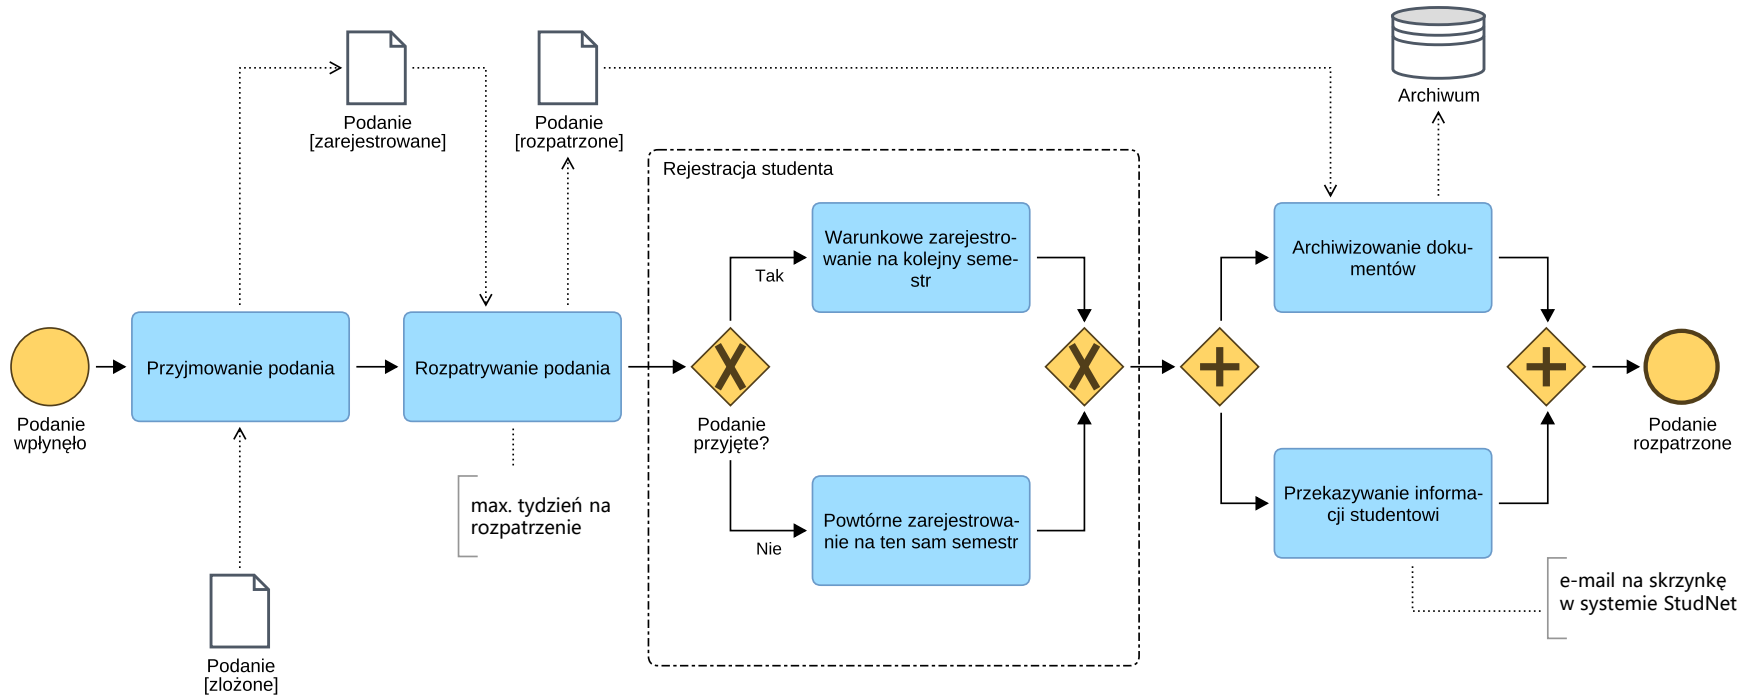 Podanie
[zarejestrowane]
Podanie
[rozpatrzone]
Archiwum
Rejestracja studenta
Warunkowe zarejestro-
wanie na kolejny seme-
str
Tak
Archiwizowanie doku-
mentów
Podanie
wpłynęło
Przyjmowanie podania
Rozpatrywanie podania
Podanie
przyjęte?
Podanie
rozpatrzone
max. tydzień na
rozpatrzenie
Nie
Powtórne zarejestrowa-
nie na ten sam semestr
Przekazywanie informa-
cji studentowi
e-mail na skrzynkę
w systemie StudNet
Podanie
[zlożone]